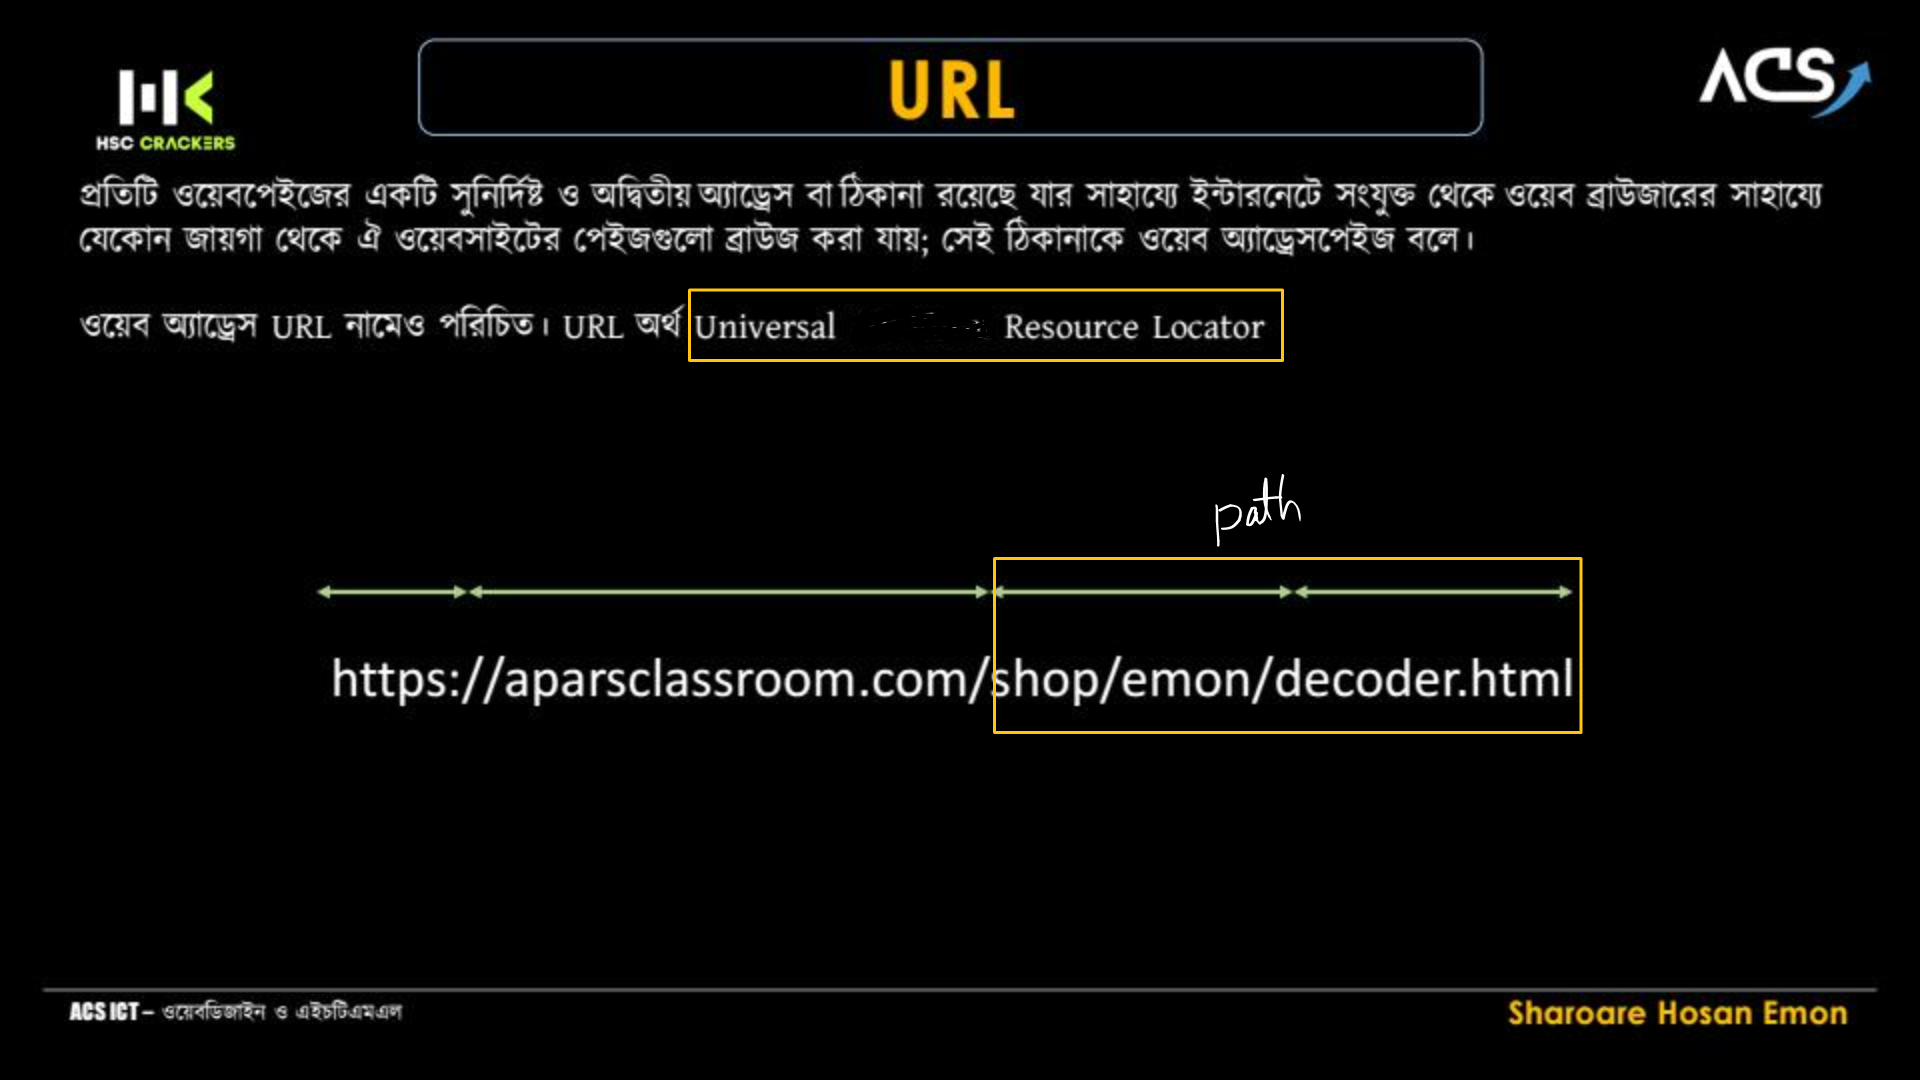 URL
ACS
HSC CRACKERS
প্রতিটি ওয়েবপেইজের একটি সুনির্দিষ্ট ও অদ্বিতীয় অ্যাড্রেস বা ঠিকানা রয়েছে যার সাহায্যে ইন্টারনেটে সংযুক্ত থেকে ওয়েব ব্রাউজারের সাহায্যে
যেকোন জায়গা থেকে ঐ ওয়েবসাইটের পেইজগুলো ব্রাউজ করা যায়; সেই ঠিকানাকে ওয়েব অ্যাড্রেসপেইজ বলে।
ওয়েব অ্যাড্রেস URL নামেও পরিচিত। URL অর্থ Universal Resource Locator
path
https://aparsclassroom.com/shop/emon/decoder.html
ACS ICT – ওয়েবডিজাইন ও এইচটিএমএল
Sharoare Hosan Emon